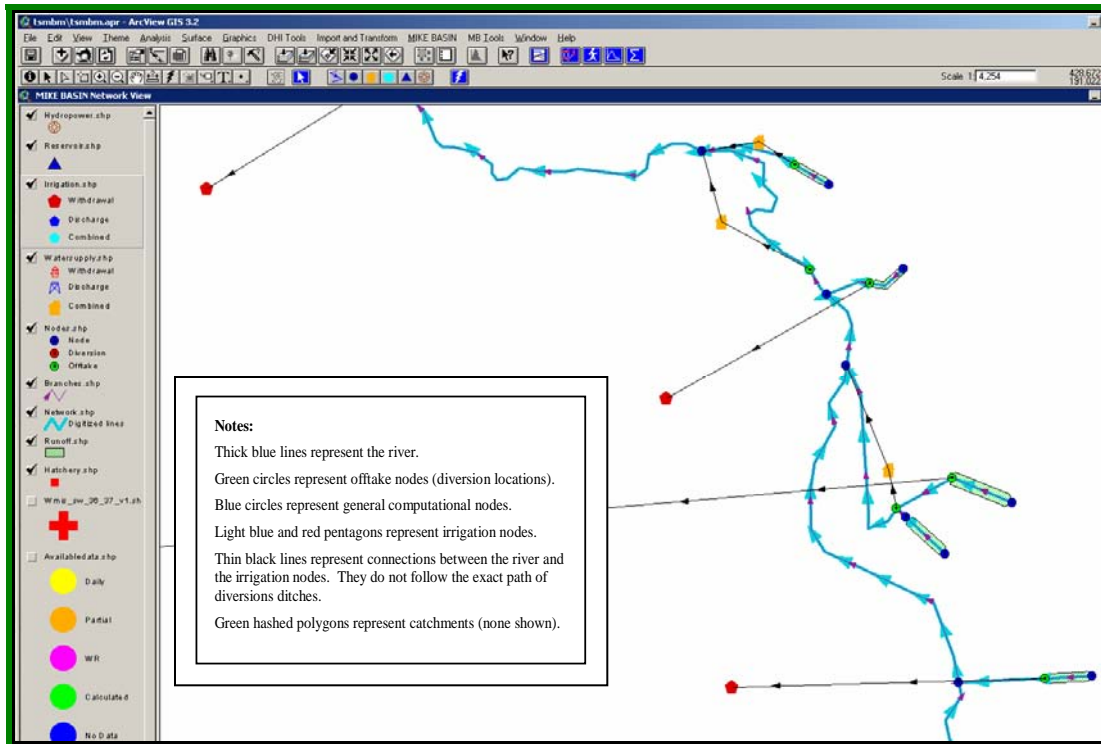 tsmbm\tsmbm.apr - ArcView GIS 3.2
File Edit View Theme Analysis Surface Graphics DHI Tools Import and Transform MIKE BASIN MB Tools Window Help
Scale 1: 4,254
428.672
191.022
MIKE BASIN Network View
Hydropower.shp
Reservoir.shp
Irrigation.shp
Withdrawal
Discharge
Combined
Watersupply.shp
Withdrawal
Discharge
Combined
Nodes.shp
Node
Diversion
Offtake
Branches.shp
Network.shp
Digitized lines
Runoff.shp
Hatchery.shp
Availabledata.shp
Daily
Partial
WR
Calculated
No Data
Notes:
Thick blue lines represent the river.
Green circles represent offtake nodes (diversion locations).
Blue circles represent general computational nodes.
Light blue and red pentagons represent irrigation nodes.
Thin black lines represent connections between the river and
the irrigation nodes. They do not follow the exact path of
diversions ditches.
Green hashed polygons represent catchments (none shown).